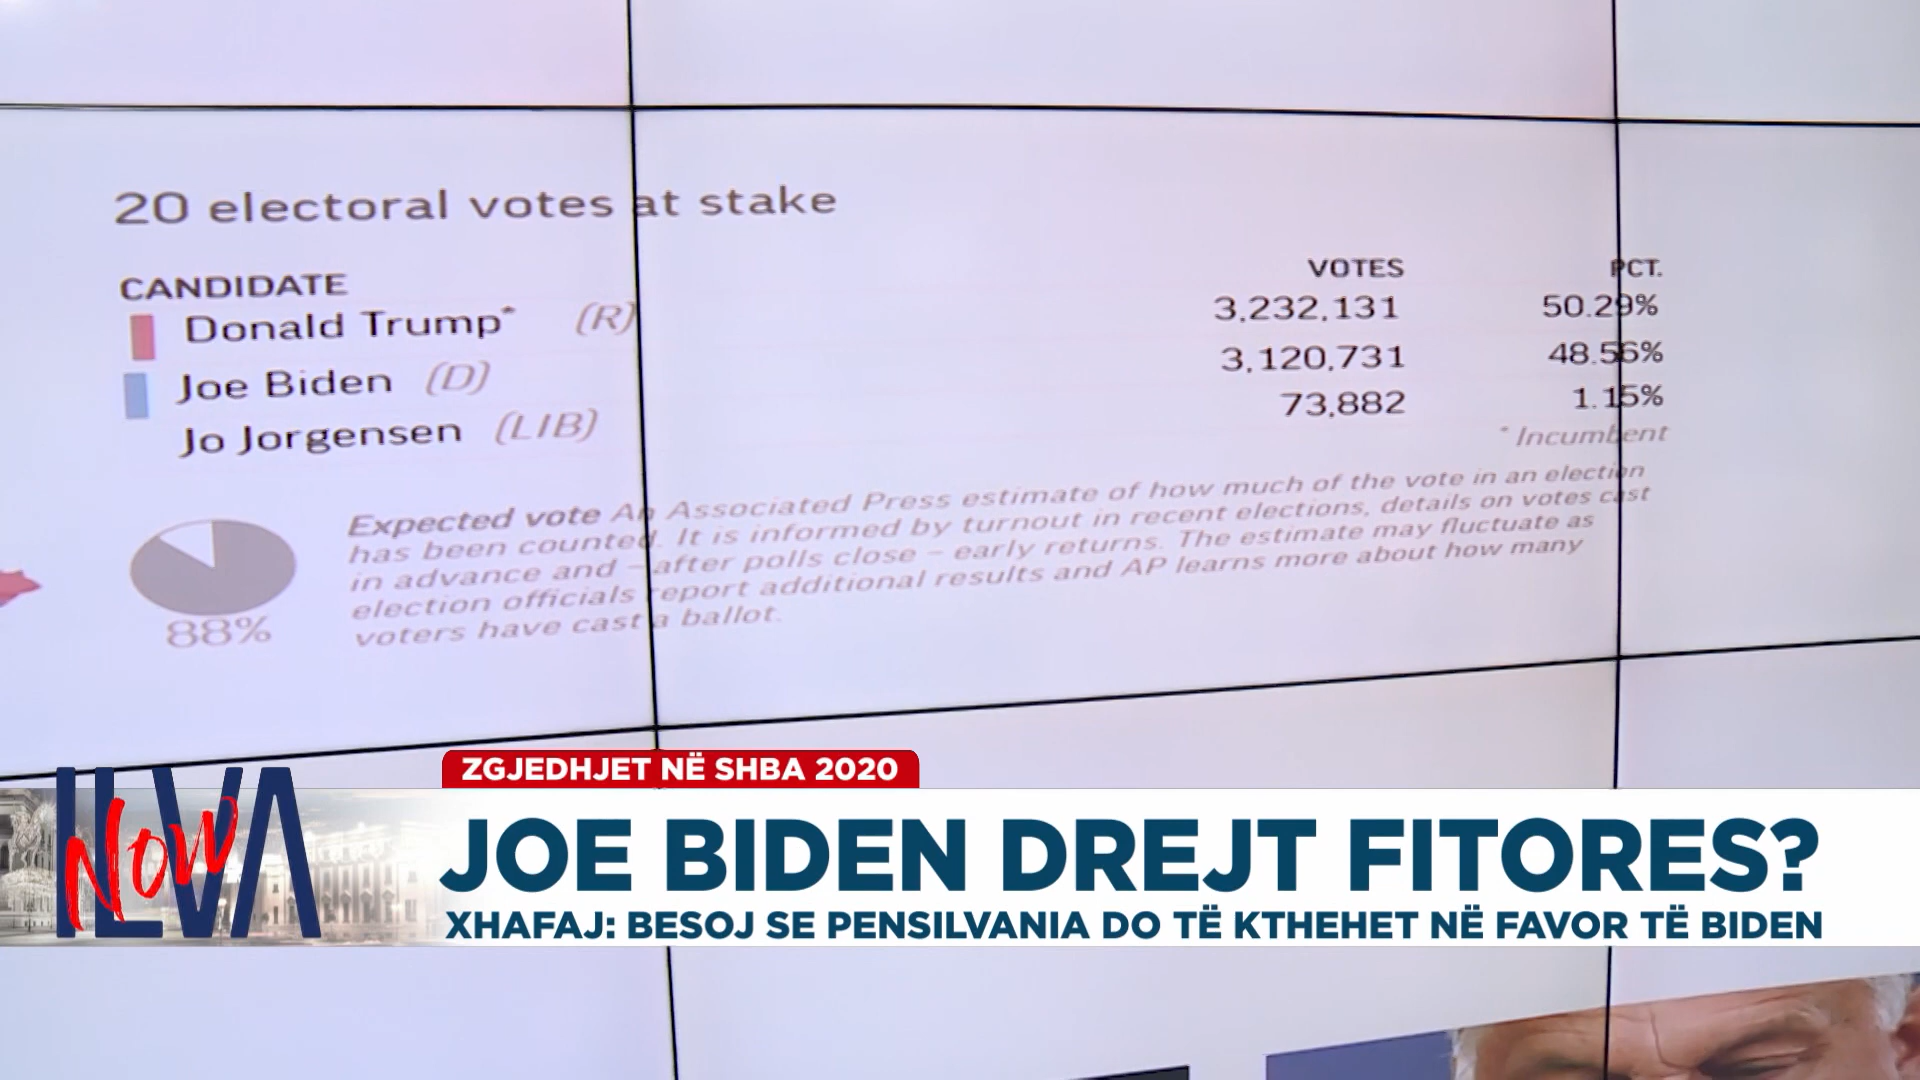 20 electoral votes at stake
CANDIDATE VOTES PCT.
Donald Trump* (R) 3,232,131 50.29%
Joe Biden (D) 3,120,731 48.56%
Jo Jorgensen (LIB) 73,882 1.15%
* Incumbent
Expected vote An Associated Press estimate of how much of the vote in an election
has been counted. It is informed by turnout in recent elections, details on votes cast
in advance and – after polls close – early returns. The estimate may fluctuate as
election officials report additional results and AP learns more about how many
voters have cast a ballot.
88%
ZGJEDHJET NË SHBA 2020
JOE BIDEN DREJT FITORES?
XHAFAJ: BESOJ SE PENSILVANIA DO TË KTHEHET NË FAVOR TË BIDEN
ILVA
Now